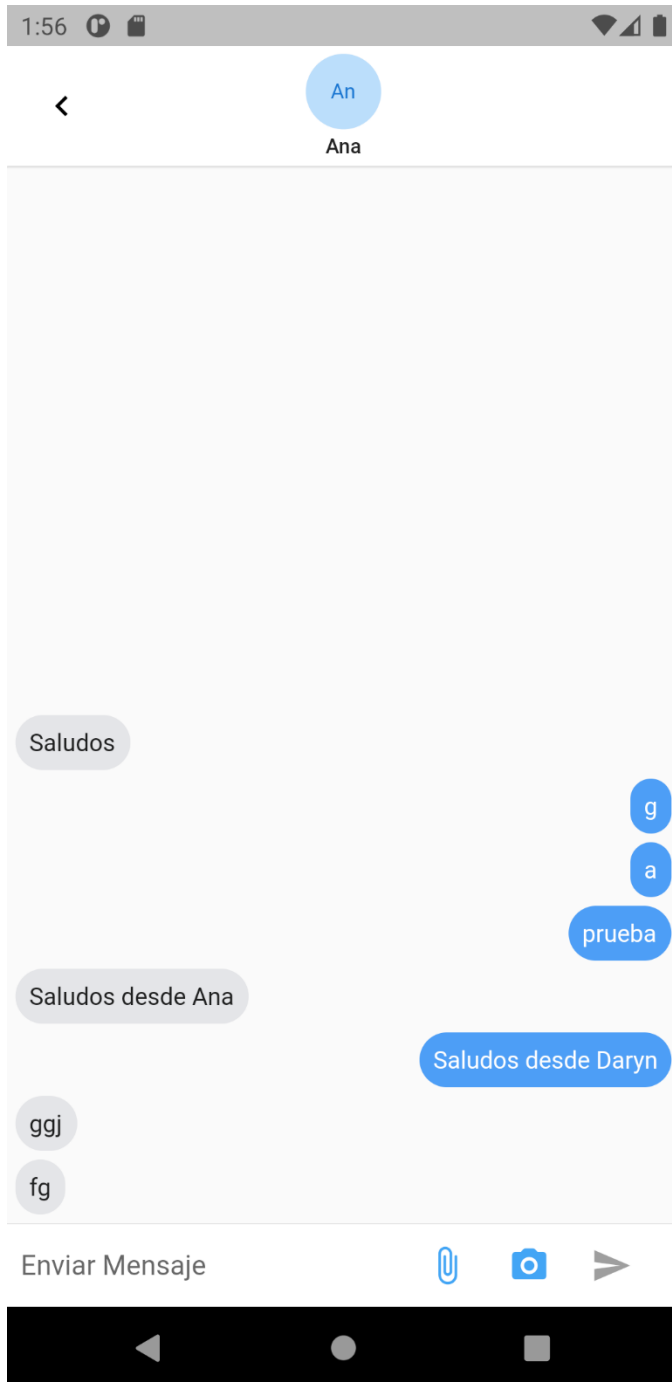 1:56
An
Ana
Saludos
g
a
prueba
Saludos desde Ana
Saludos desde Daryn
ggj
fg
Enviar Mensaje